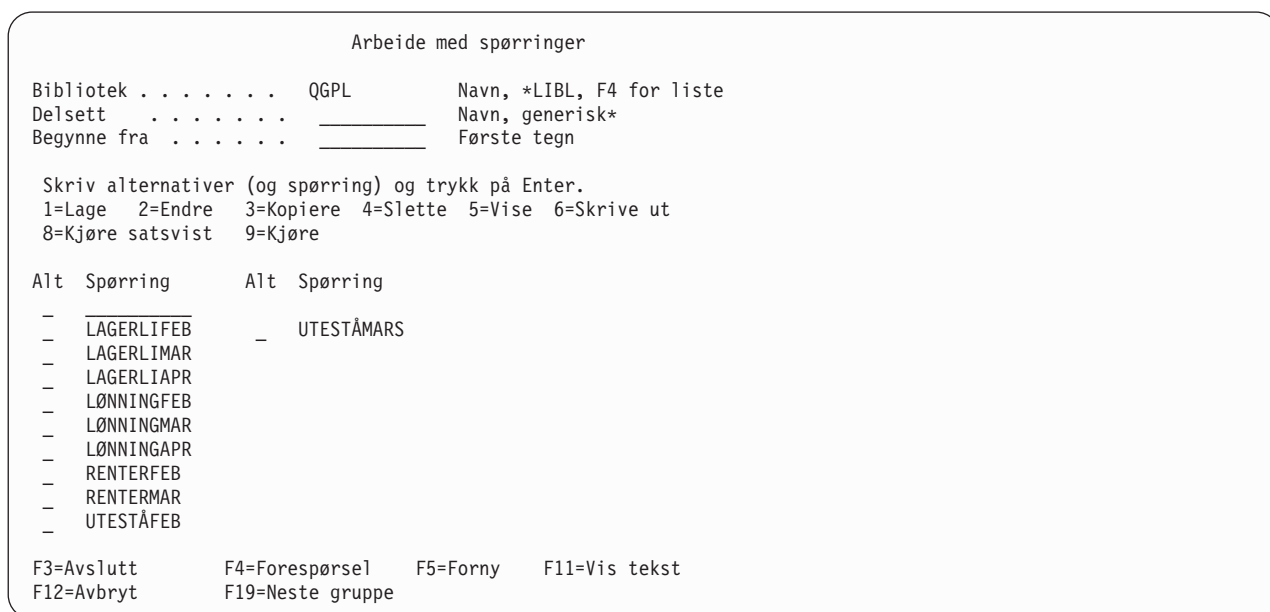 Arbeide med spørringer
Bibliotek . . . . . . . QGPL Navn, *LIBL, F4 for liste
Delsett . . . . . . . __________ Navn, generisk*
Begynne fra . . . . . . __________ Første tegn
Skriv alternativer (og spørring) og trykk på Enter.
1=Lage 2=Endre 3=Kopiere 4=Slette 5=Vise 6=Skrive ut
8=Kjøre satsvist 9=Kjøre
Alt Spørring Alt Spørring
_ __________
_ LAGERLIFEB _ UTESTÅMARS
_ LAGERLIMAR
_ LAGERLIAPR
_ LØNNINGFEB
_ LØNNINGMAR
_ LØNNINGAPR
_ RENTERFEB
_ RENTERMAR
_ UTESTÅFEB
F3=Avslutt F4=Forespørsel F5=Forny F11=Vis tekst
F12=Avbryt F19=Neste gruppe